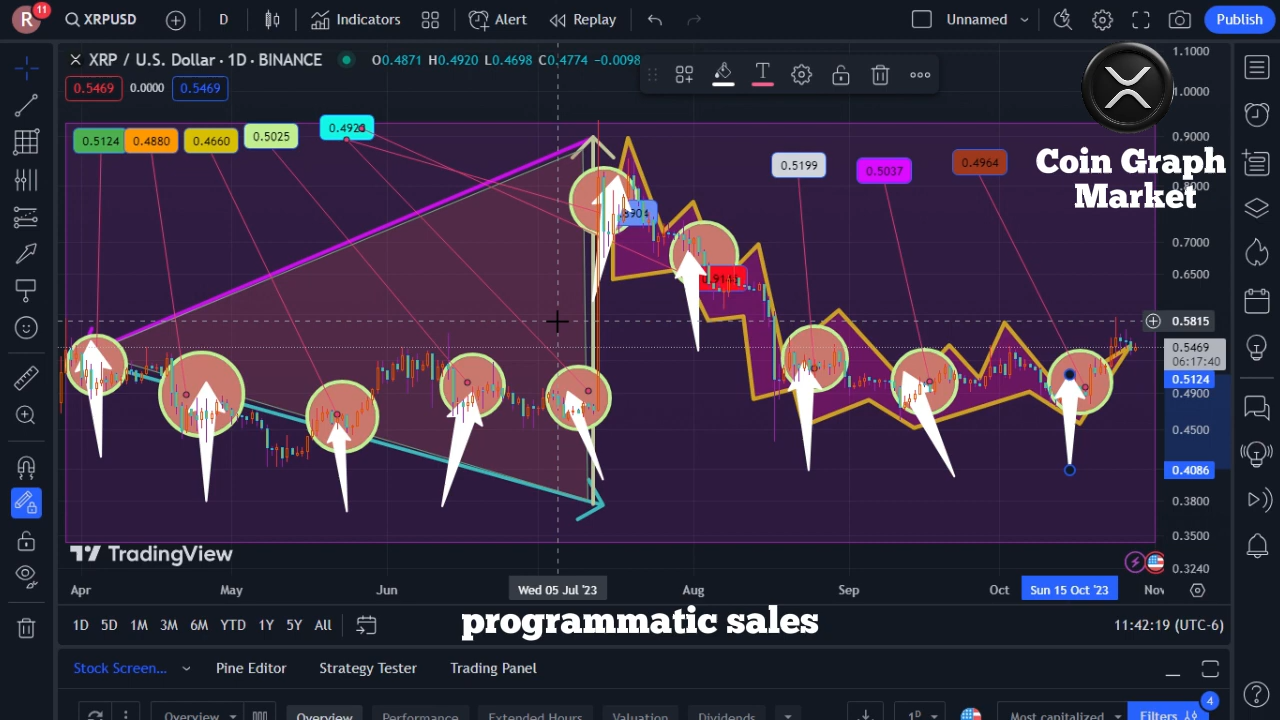 R 11 XRPUSD D Indicators Alert Replay Unnamed Publish
XRP / U.S. Dollar · 1D · BINANCE O0.4871 H0.4920 L0.4698 C0.4774 −0.0098
0.5469 0.0000 0.5469
0.5124 0.4880 0.4660 0.5025
0.5199 0.5037 0.4964
Coin Graph
Market
1.1000
1.0000
0.9000
0.8000
0.7000
0.6500
0.5815
0.5469
06:17:40
0.5124
0.4900
0.4500
0.4086
0.3800
0.3500
0.3240
TradingView
Apr May Jun Wed 05 Jul '23 Aug Sep Oct Sun 15 Oct '23 Nov
programmatic sales
1D 5D 1M 3M 6M YTD 1Y 5Y All 11:42:19 (UTC-6)
Stock Screen... Pine Editor Strategy Tester Trading Panel
Overview Overview Performance Extended Hours Valuation Dividends 1D Most capitalized Filters 4